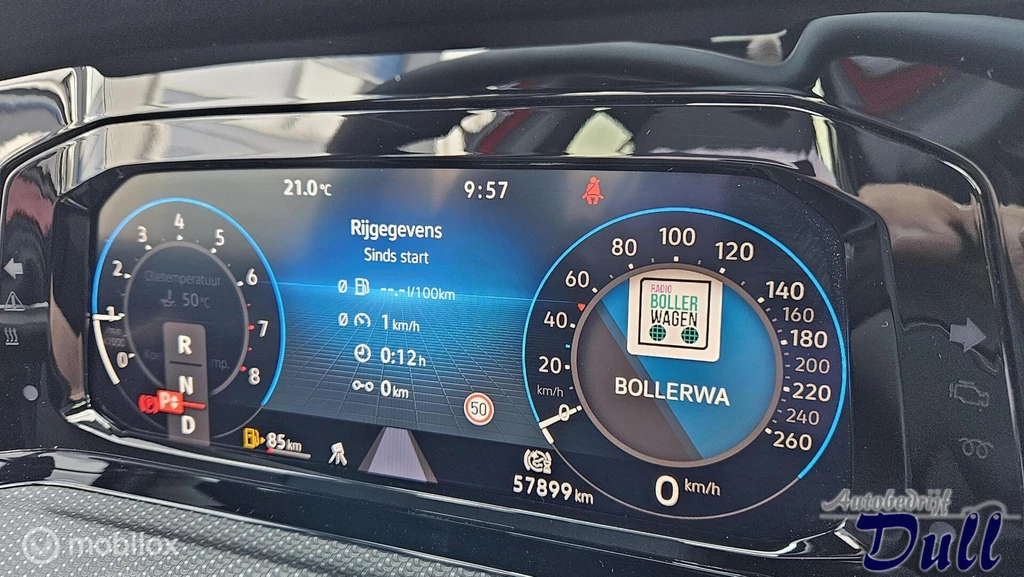 21.0 °C
9:57
Rijgegevens
Sinds start
Ø --.- l/100km
Ø 1 km/h
0:12 h
0 km
0 1 2 3 4 5 6 7 8
Olietemperatuur
50 °C
R
N
P
D
85 km
50
57899 km
0 20 40 60 80 100 120 140 160 180 200 220 240 260
km/h
RADIO
BOLLER
WAGEN
BOLLERWA
0 km/h
mobilox
Autobedrijf
Dull